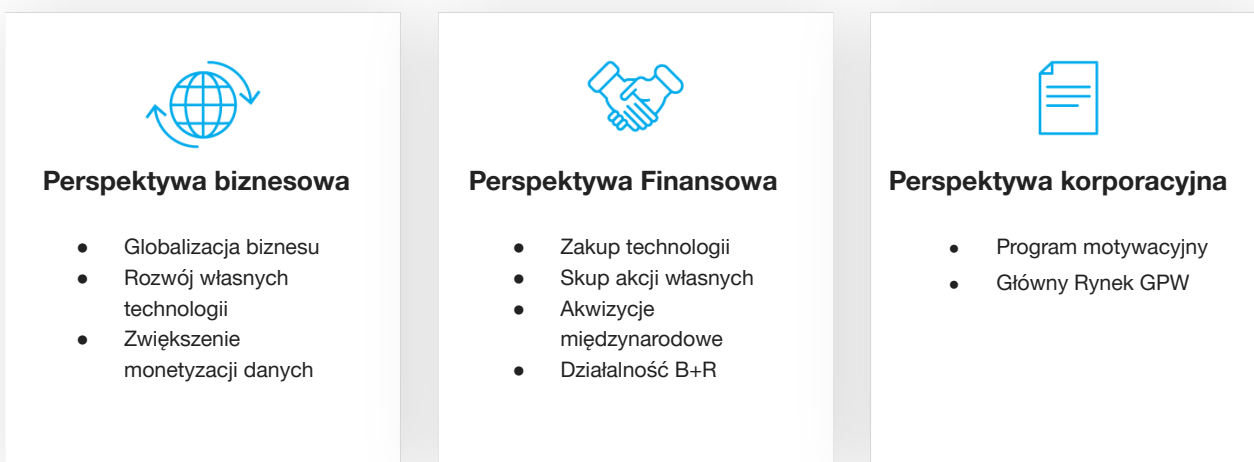 Perspektywa biznesowa
● Globalizacja biznesu
● Rozwój własnych
technologii
● Zwiększenie
monetyzacji danych
Perspektywa Finansowa
● Zakup technologii
● Skup akcji własnych
● Akwizycje
międzynarodowe
● Działalność B+R
Perspektywa korporacyjna
● Program motywacyjny
● Główny Rynek GPW